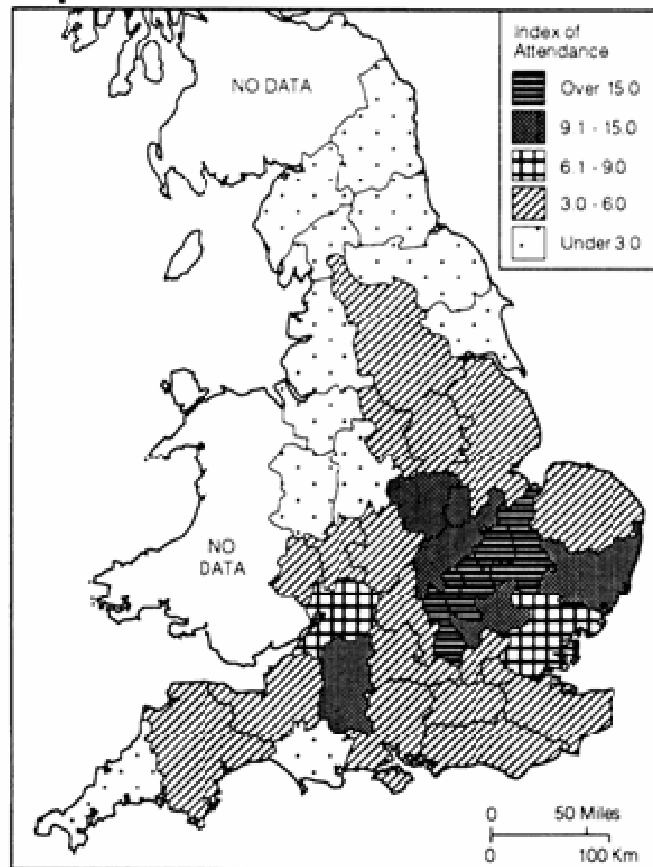 NO DATA
Index of
Attendance
Over 15.0
9.1 - 15.0
6.1 - 9.0
3.0 - 6.0
Under 3.0
NO
DATA
0 50 Miles
0 100 Km